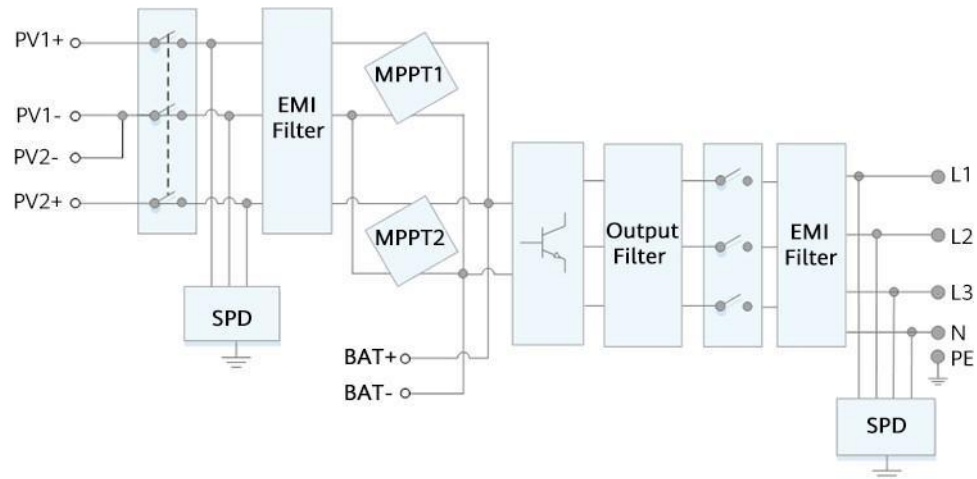 PV1+
PV1-
PV2-
PV2+
EMI
Filter
MPPT1
MPPT2
SPD
BAT+
BAT-
Output
Filter
EMI
Filter
L1
L2
L3
N
PE
SPD